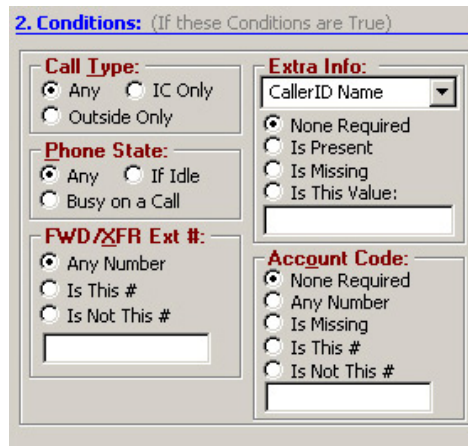 2. Conditions: (If these Conditions are True)
Call Type:
Any IC Only
Outside Only
Phone State:
Any If Idle
Busy on a Call
FWD/XFR Ext #:
Any Number
Is This #
Is Not This #
Extra Info:
CallerID Name
None Required
Is Present
Is Missing
Is This Value:
Account Code:
None Required
Any Number
Is Missing
Is This #
Is Not This #